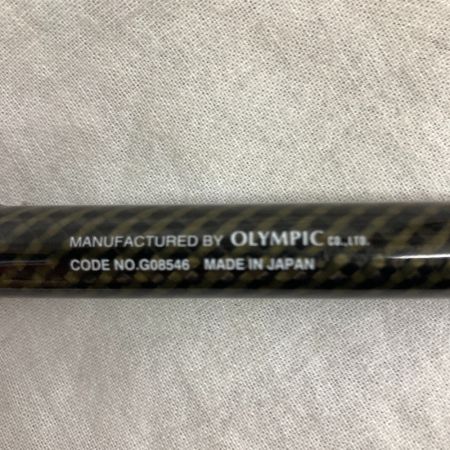 MANUFACTURED BY OLYMPIC CO.,LTD.
CODE NO.G08546 MADE IN JAPAN